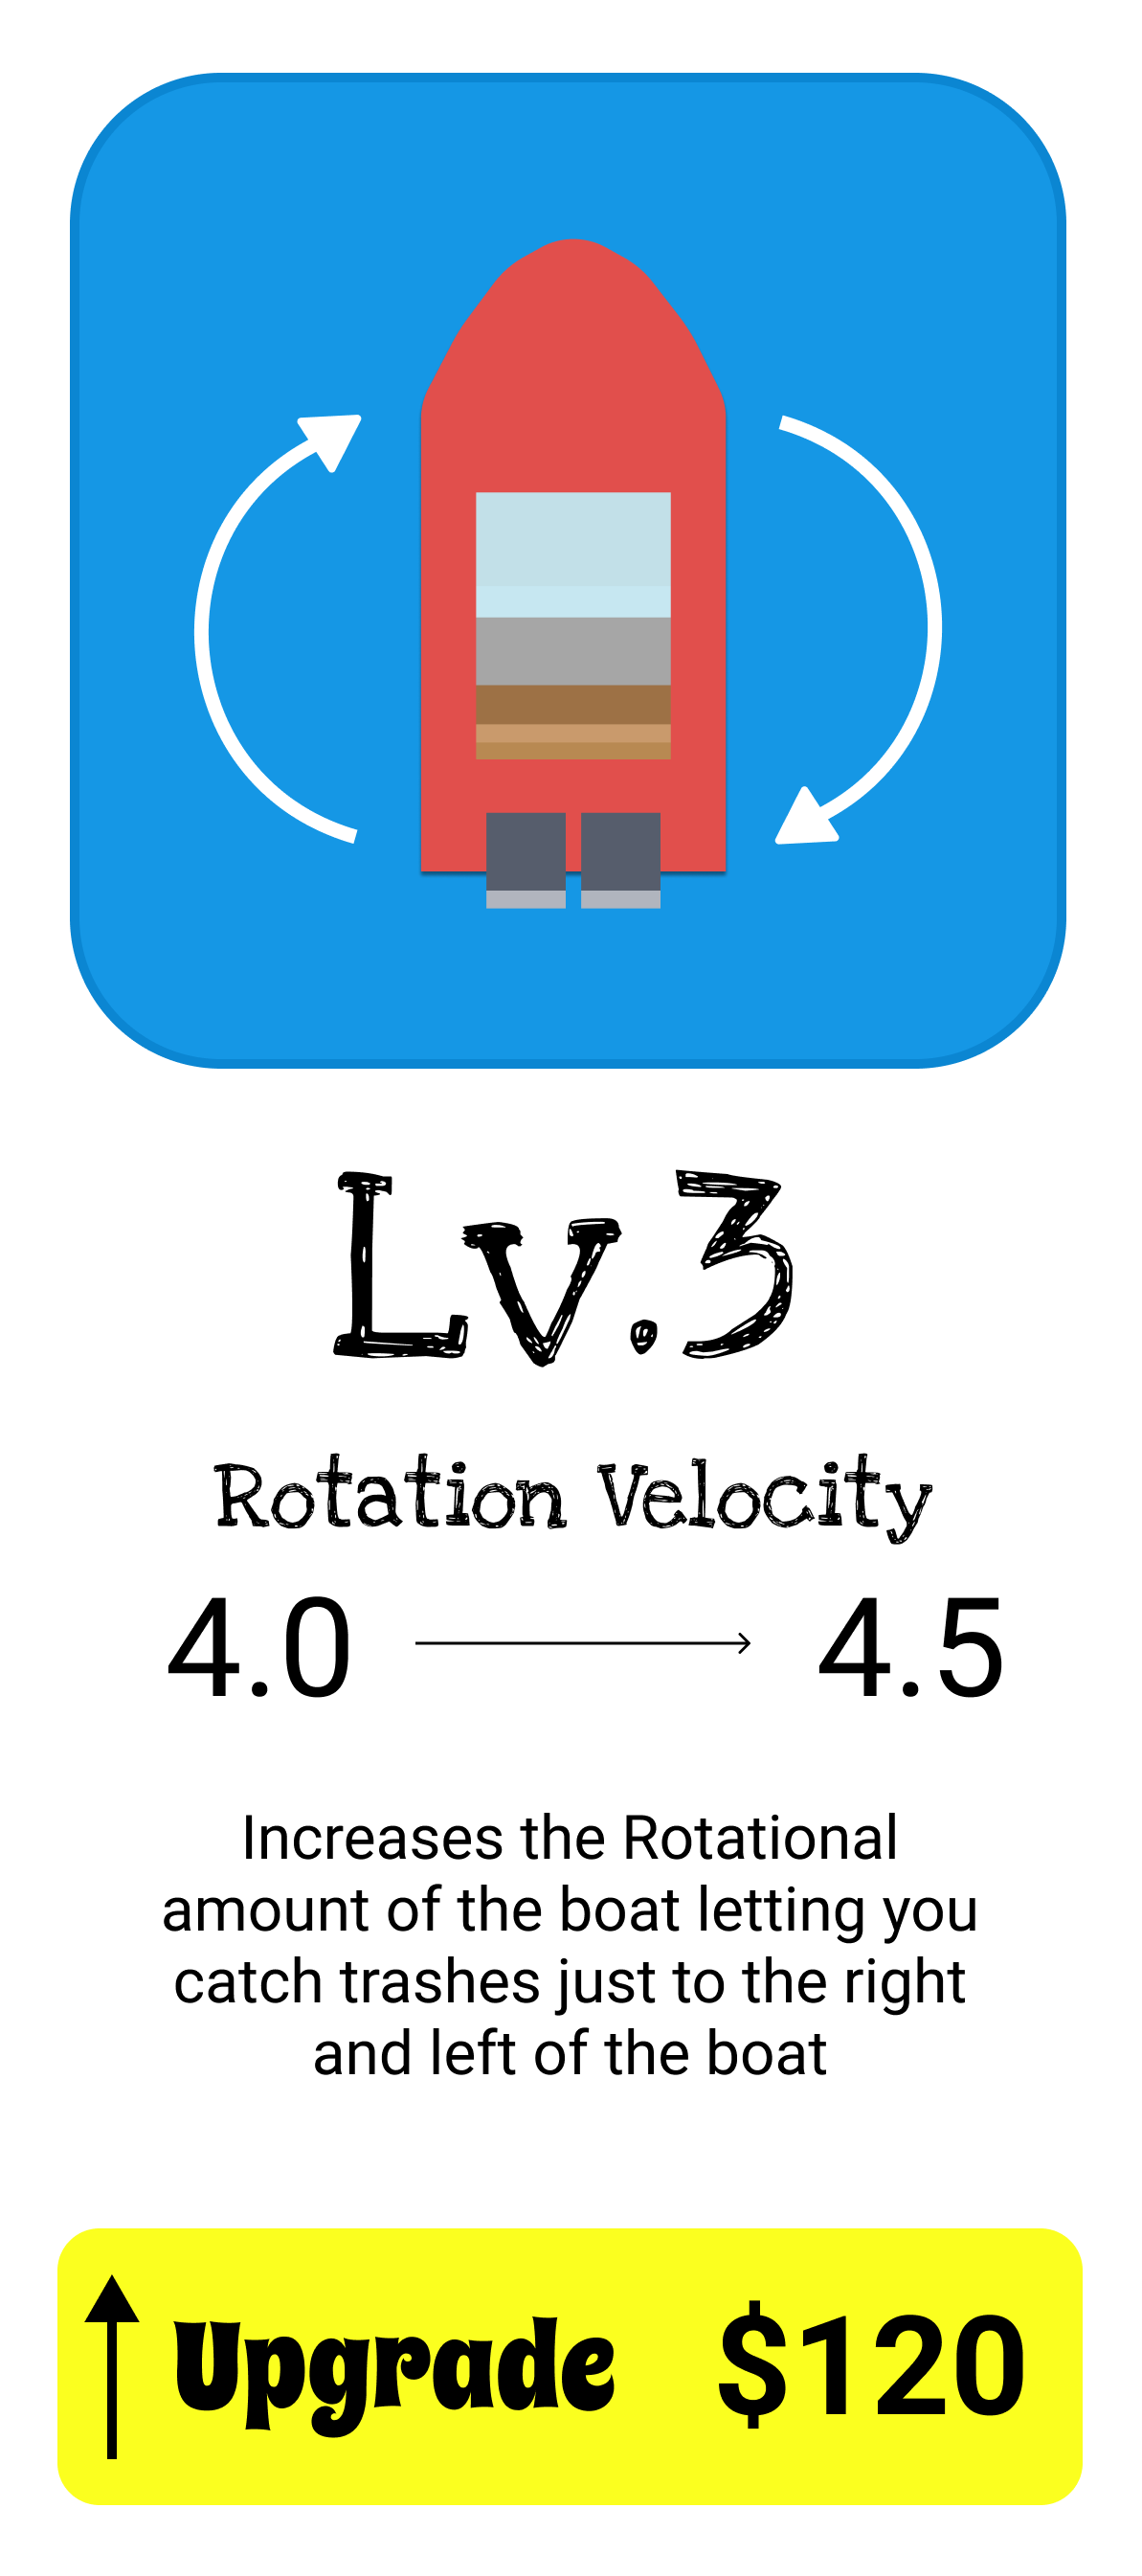 Lv.3
Rotation Velocity
4.0 → 4.5
Increases the Rotational
amount of the boat letting you
catch trashes just to the right
and left of the boat
Upgrade $120